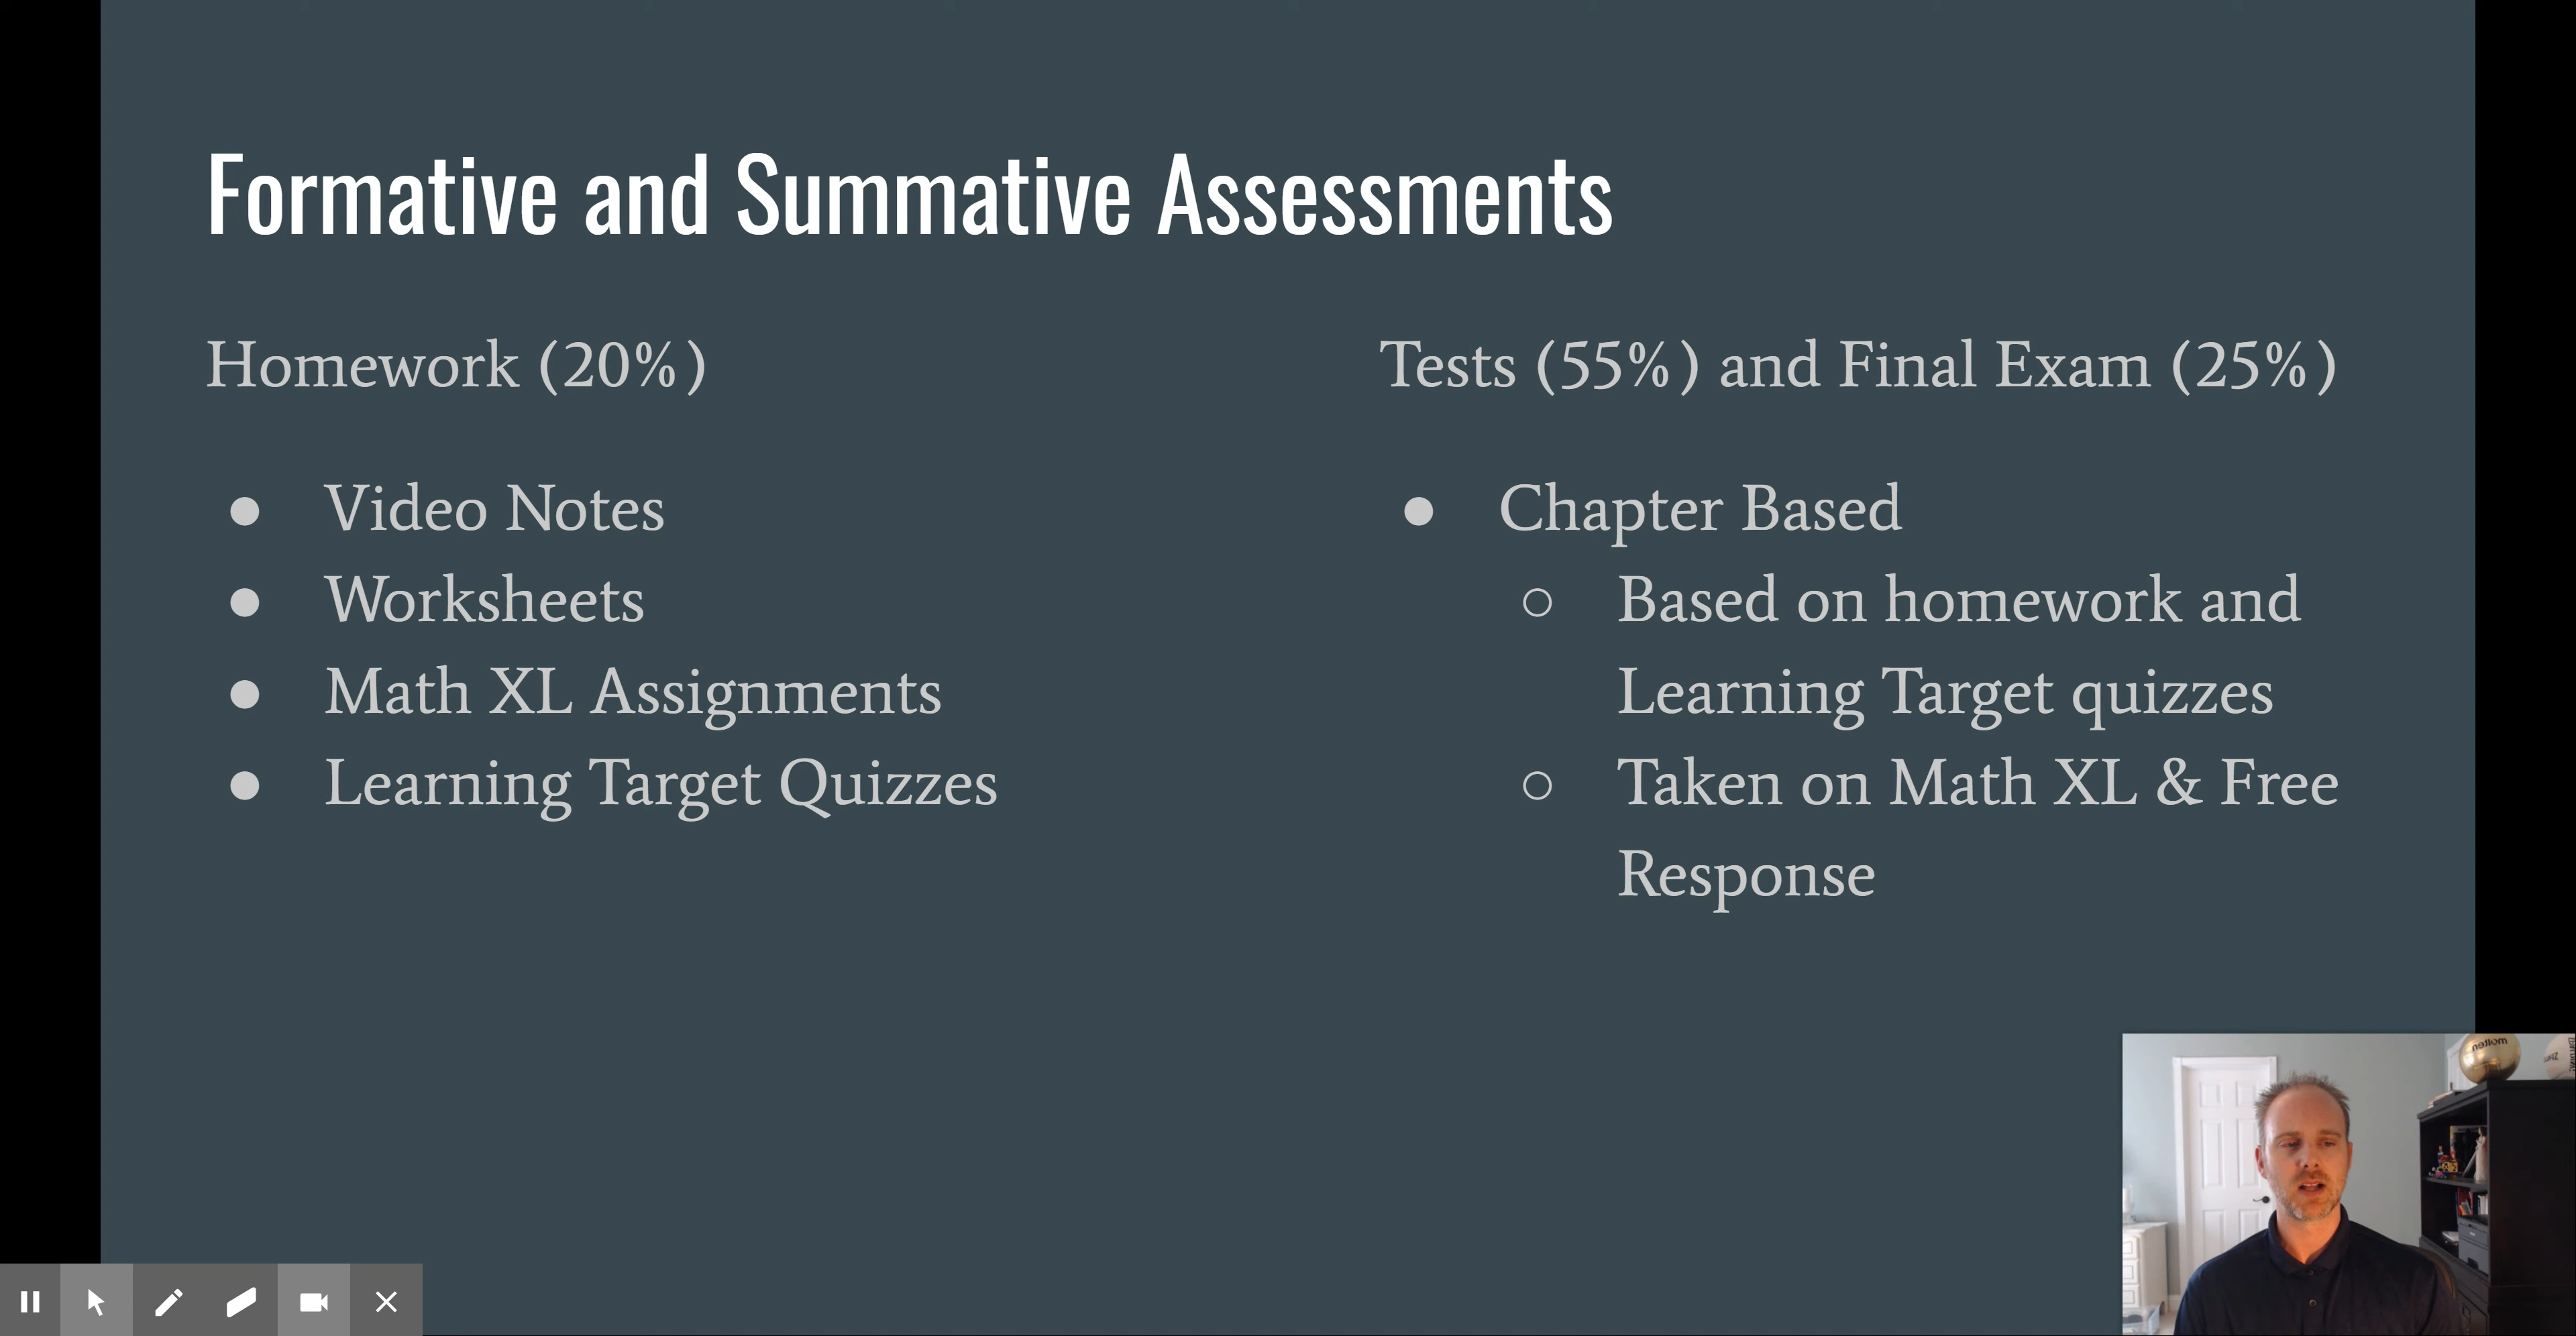 Formative and Summative Assessments
Homework (20%)
● Video Notes
● Worksheets
● Math XL Assignments
● Learning Target Quizzes
Tests (55%) and Final Exam (25%)
● Chapter Based
○ Based on homework and
Learning Target quizzes
○ Taken on Math XL & Free
Response
molten